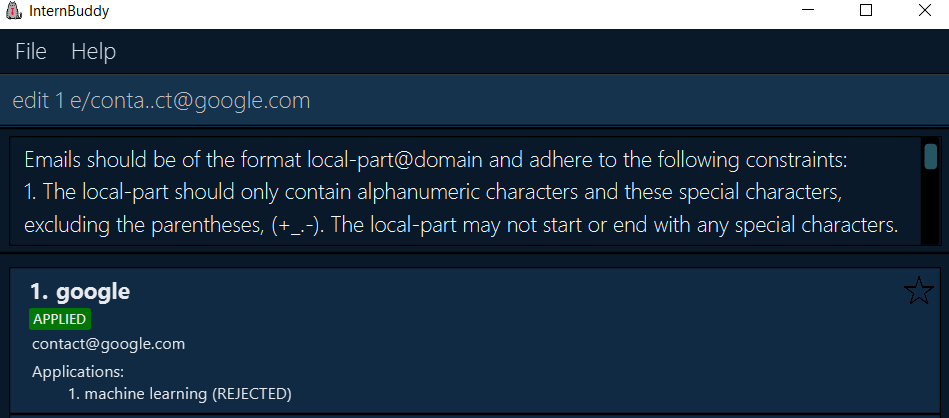 InternBuddy
File Help
edit 1 e/conta..ct@google.com
Emails should be of the format local-part@domain and adhere to the following constraints:
1. The local-part should only contain alphanumeric characters and these special characters,
excluding the parentheses, (+_.-). The local-part may not start or end with any special characters.
1. google
APPLIED
contact@google.com
Applications:
1. machine learning (REJECTED)